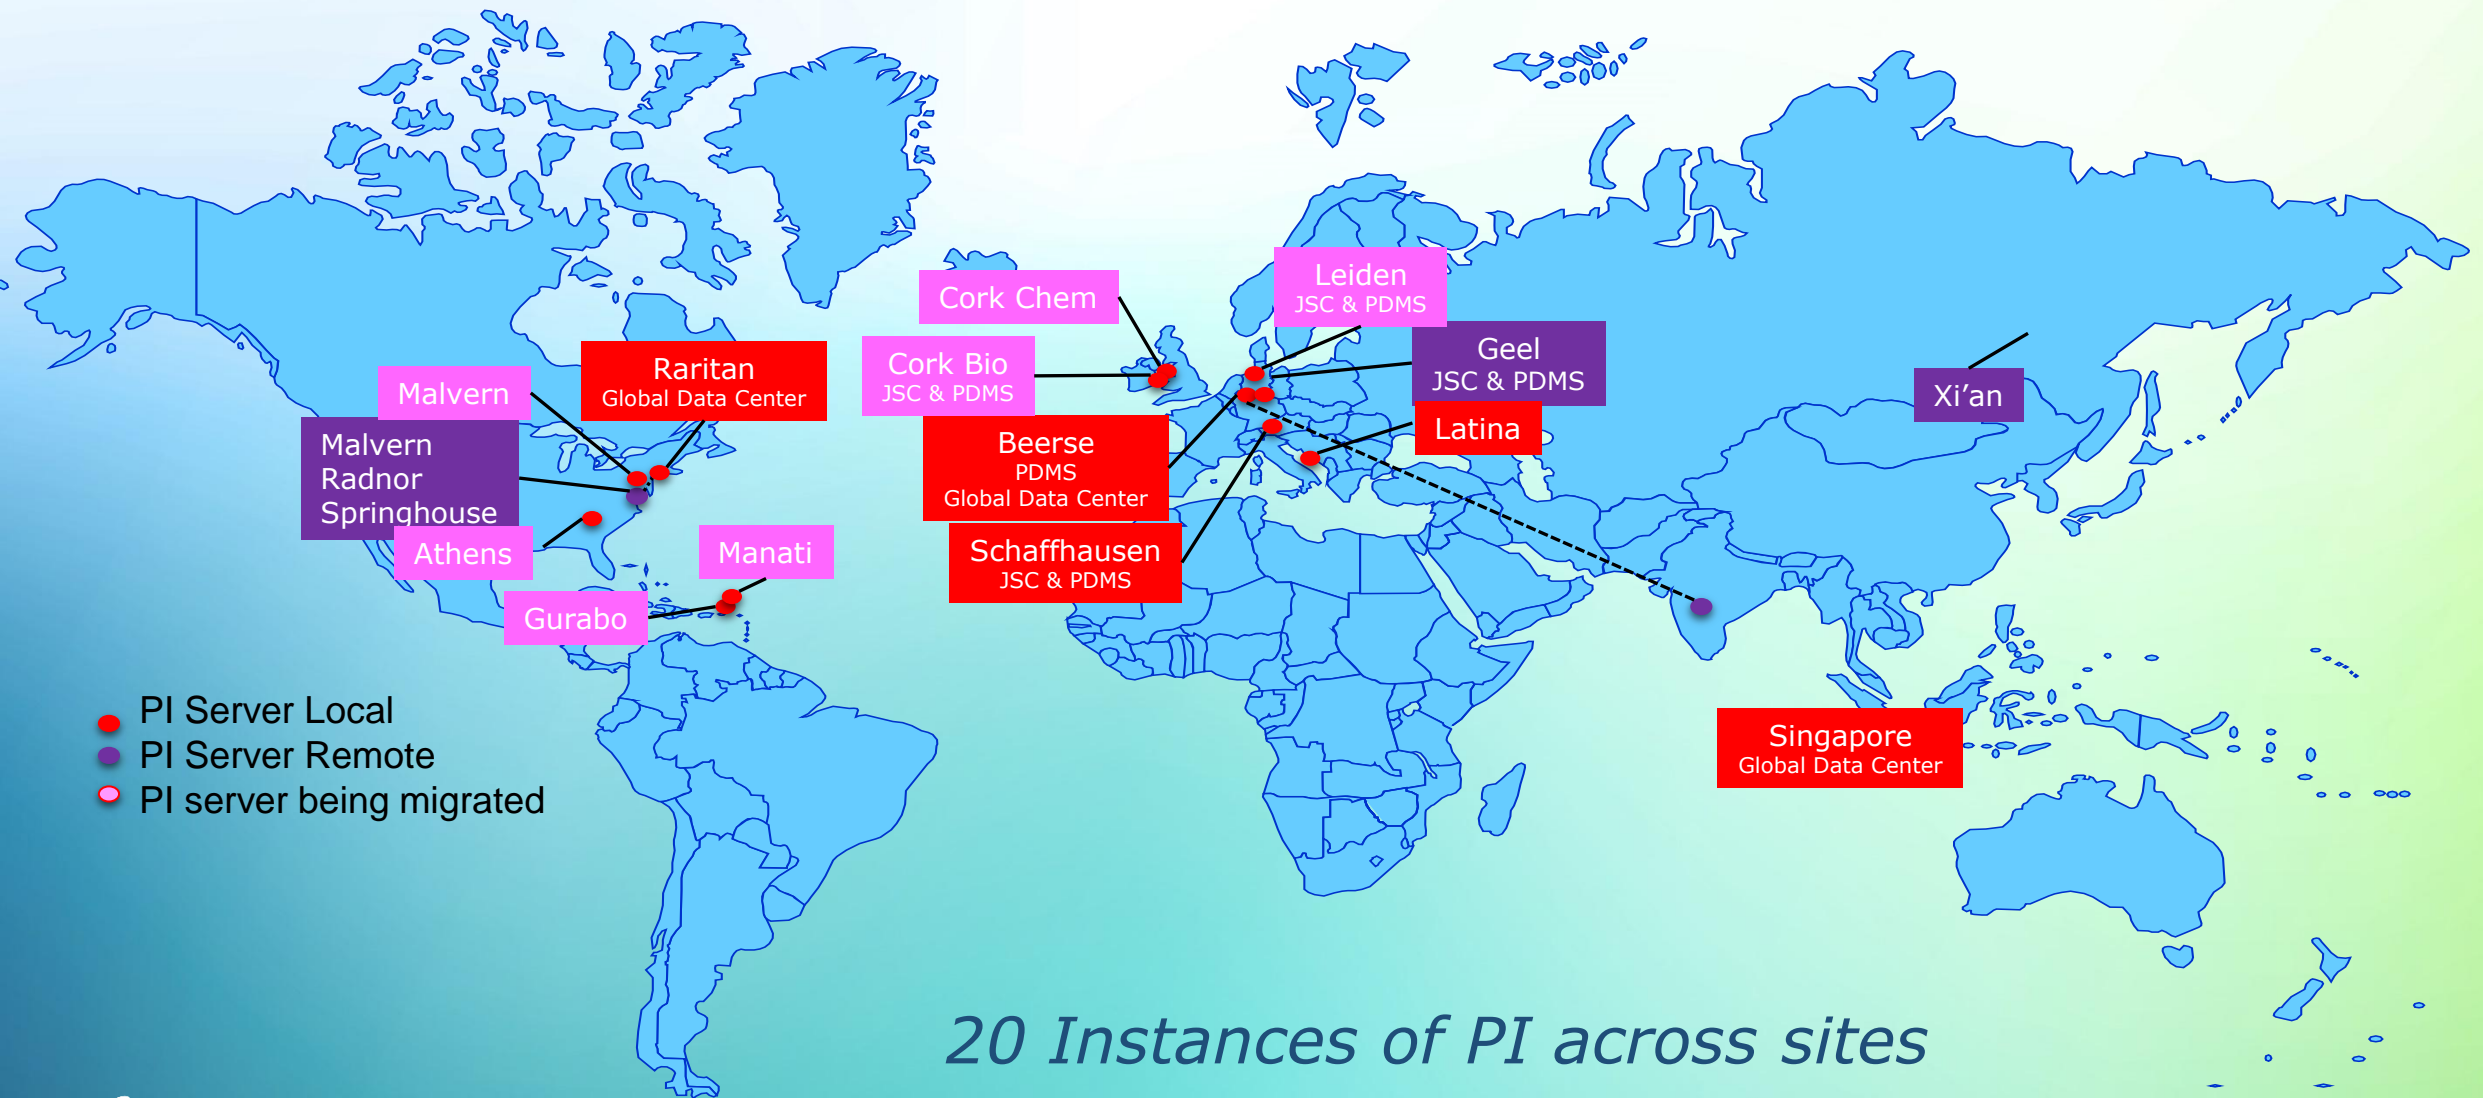 Leiden
JSC & PDMS
Cork Chem
Geel
JSC & PDMS
Cork Bio
JSC & PDMS
Raritan
Global Data Center
Malvern
Xi’an
Malvern
Radnor
Springhouse
Beerse
PDMS
Global Data Center
Latina
Athens
Manati
Schaffhausen
JSC & PDMS
Gurabo
PI Server Local
PI Server Remote
PI server being migrated
Singapore
Global Data Center
20 Instances of PI across sites